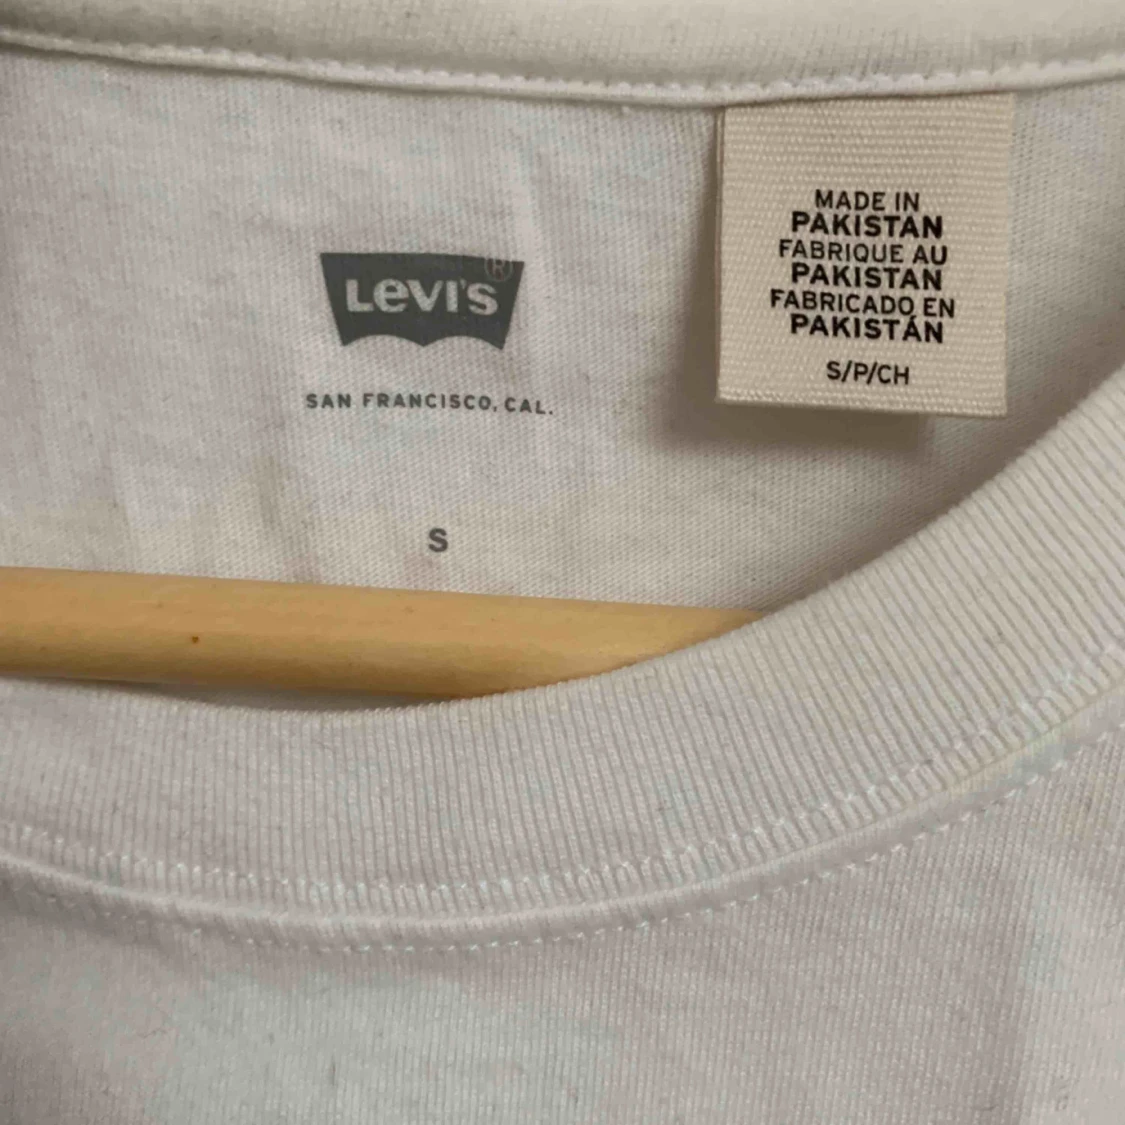 LEVI'S®
SAN FRANCISCO, CAL.
S
MADE IN
PAKISTAN
FABRIQUE AU
PAKISTAN
FABRICADO EN
PAKISTÁN
S/P/CH